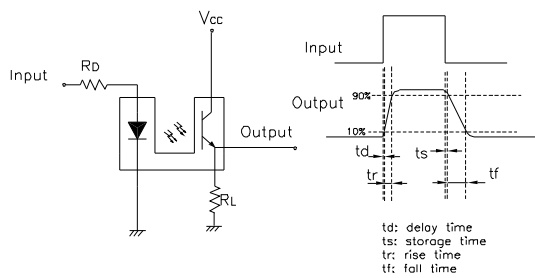 Vcc
RD
Input
Output
RL
Input
Output
90%
10%
td
ts
tr
tf
td: delay time
ts: storage time
tr: rise time
tf: fall time